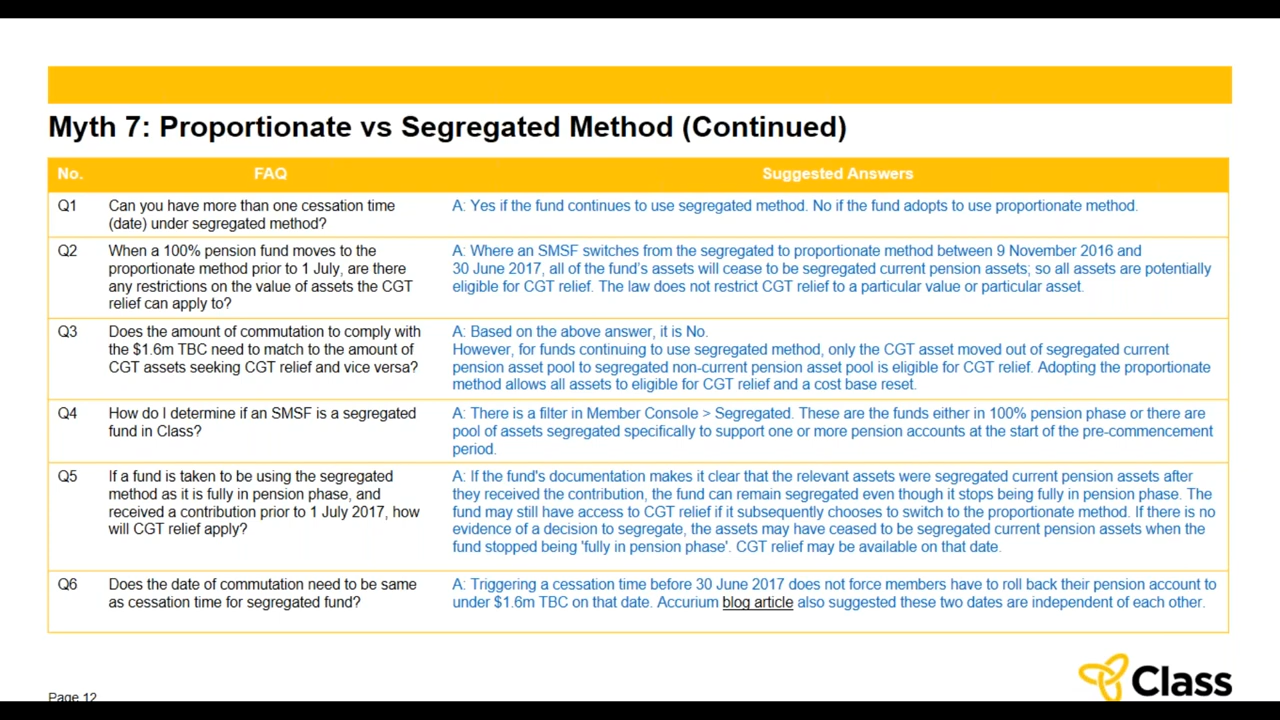 Myth 7: Proportionate vs Segregated Method (Continued)
No. FAQ Suggested Answers
Q1 Can you have more than one cessation time
(date) under segregated method?
A: Yes if the fund continues to use segregated method. No if the fund adopts to use proportionate method.
Q2 When a 100% pension fund moves to the
proportionate method prior to 1 July, are there
any restrictions on the value of assets the CGT
relief can apply to?
A: Where an SMSF switches from the segregated to proportionate method between 9 November 2016 and
30 June 2017, all of the fund's assets will cease to be segregated current pension assets; so all assets are potentially
eligible for CGT relief. The law does not restrict CGT relief to a particular value or particular asset.
Q3 Does the amount of commutation to comply with
the $1.6m TBC need to match to the amount of
CGT assets seeking CGT relief and vice versa?
A: Based on the above answer, it is No.
However, for funds continuing to use segregated method, only the CGT asset moved out of segregated current
pension asset pool to segregated non-current pension asset pool is eligible for CGT relief. Adopting the proportionate
method allows all assets to eligible for CGT relief and a cost base reset.
Q4 How do I determine if an SMSF is a segregated
fund in Class?
A: There is a filter in Member Console > Segregated. These are the funds either in 100% pension phase or there are
pool of assets segregated specifically to support one or more pension accounts at the start of the pre-commencement
period.
Q5 If a fund is taken to be using the segregated
method as it is fully in pension phase, and
received a contribution prior to 1 July 2017, how
will CGT relief apply?
A: If the fund's documentation makes it clear that the relevant assets were segregated current pension assets after
they received the contribution, the fund can remain segregated even though it stops being fully in pension phase. The
fund may still have access to CGT relief if it subsequently chooses to switch to the proportionate method. If there is no
evidence of a decision to segregate, the assets may have ceased to be segregated current pension assets when the
fund stopped being 'fully in pension phase'. CGT relief may be available on that date.
Q6 Does the date of commutation need to be same
as cessation time for segregated fund?
A: Triggering a cessation time before 30 June 2017 does not force members have to roll back their pension account to
under $1.6m TBC on that date. Accurium blog article also suggested these two dates are independent of each other.
Page 12
Class